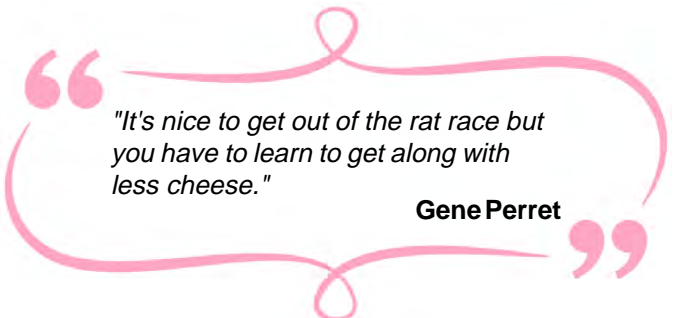 "It's nice to get out of the rat race but
you have to learn to get along with
less cheese."
Gene Perret